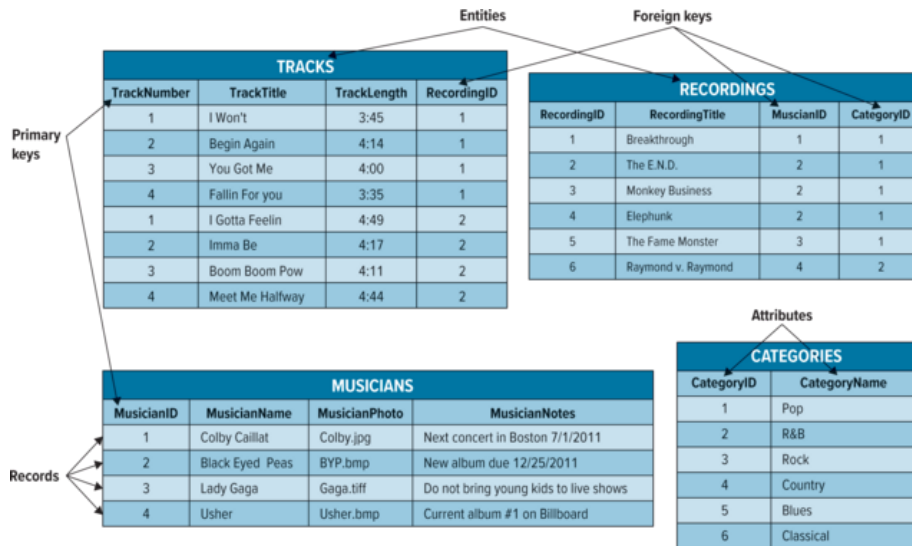 Entities
Foreign keys
TRACKS
TrackNumber TrackTitle TrackLength RecordingID
1 I Won't 3:45 1
2 Begin Again 4:14 1
3 You Got Me 4:00 1
4 Fallin For you 3:35 1
1 I Gotta Feelin 4:49 2
2 Imma Be 4:17 2
3 Boom Boom Pow 4:11 2
4 Meet Me Halfway 4:44 2
RECORDINGS
RecordingID RecordingTitle MuscianID CategoryID
1 Breakthrough 1 1
2 The E.N.D. 2 1
3 Monkey Business 2 1
4 Elephunk 2 1
5 The Fame Monster 3 1
6 Raymond v. Raymond 4 2
Primary
keys
Attributes
MUSICIANS
MusicianID MusicianName MusicianPhoto MusicianNotes
1 Colby Caillat Colby.jpg Next concert in Boston 7/1/2011
2 Black Eyed Peas BYP.bmp New album due 12/25/2011
3 Lady Gaga Gaga.tiff Do not bring young kids to live shows
4 Usher Usher.bmp Current album #1 on Billboard
Records
CATEGORIES
CategoryID CategoryName
1 Pop
2 R&B
3 Rock
4 Country
5 Blues
6 Classical